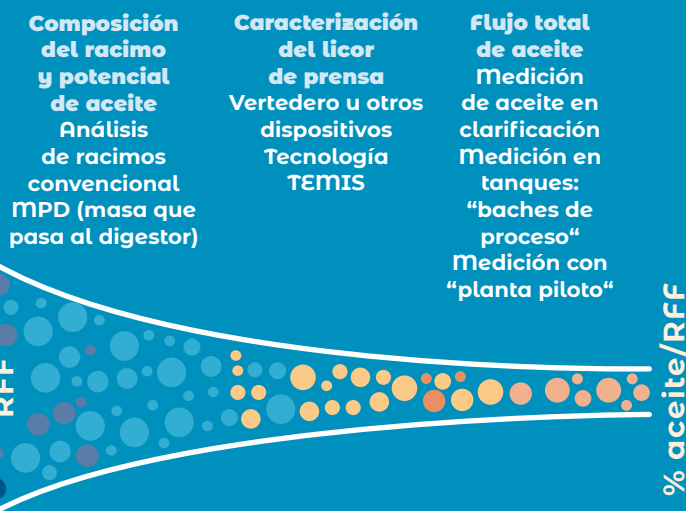 Composición
del racimo
y potencial
de aceite
Análisis
de racimos
convencional
MPD (masa que
pasa al digestor)
Caracterización
del licor
de prensa
Vertedero u otros
dispositivos
Tecnología
TEMIS
Flujo total
de aceite
Medición
de aceite en
clarificación
Medición en
tanques:
“baches de
proceso“
Medición con
“planta piloto“
RFF
% aceite/RFF